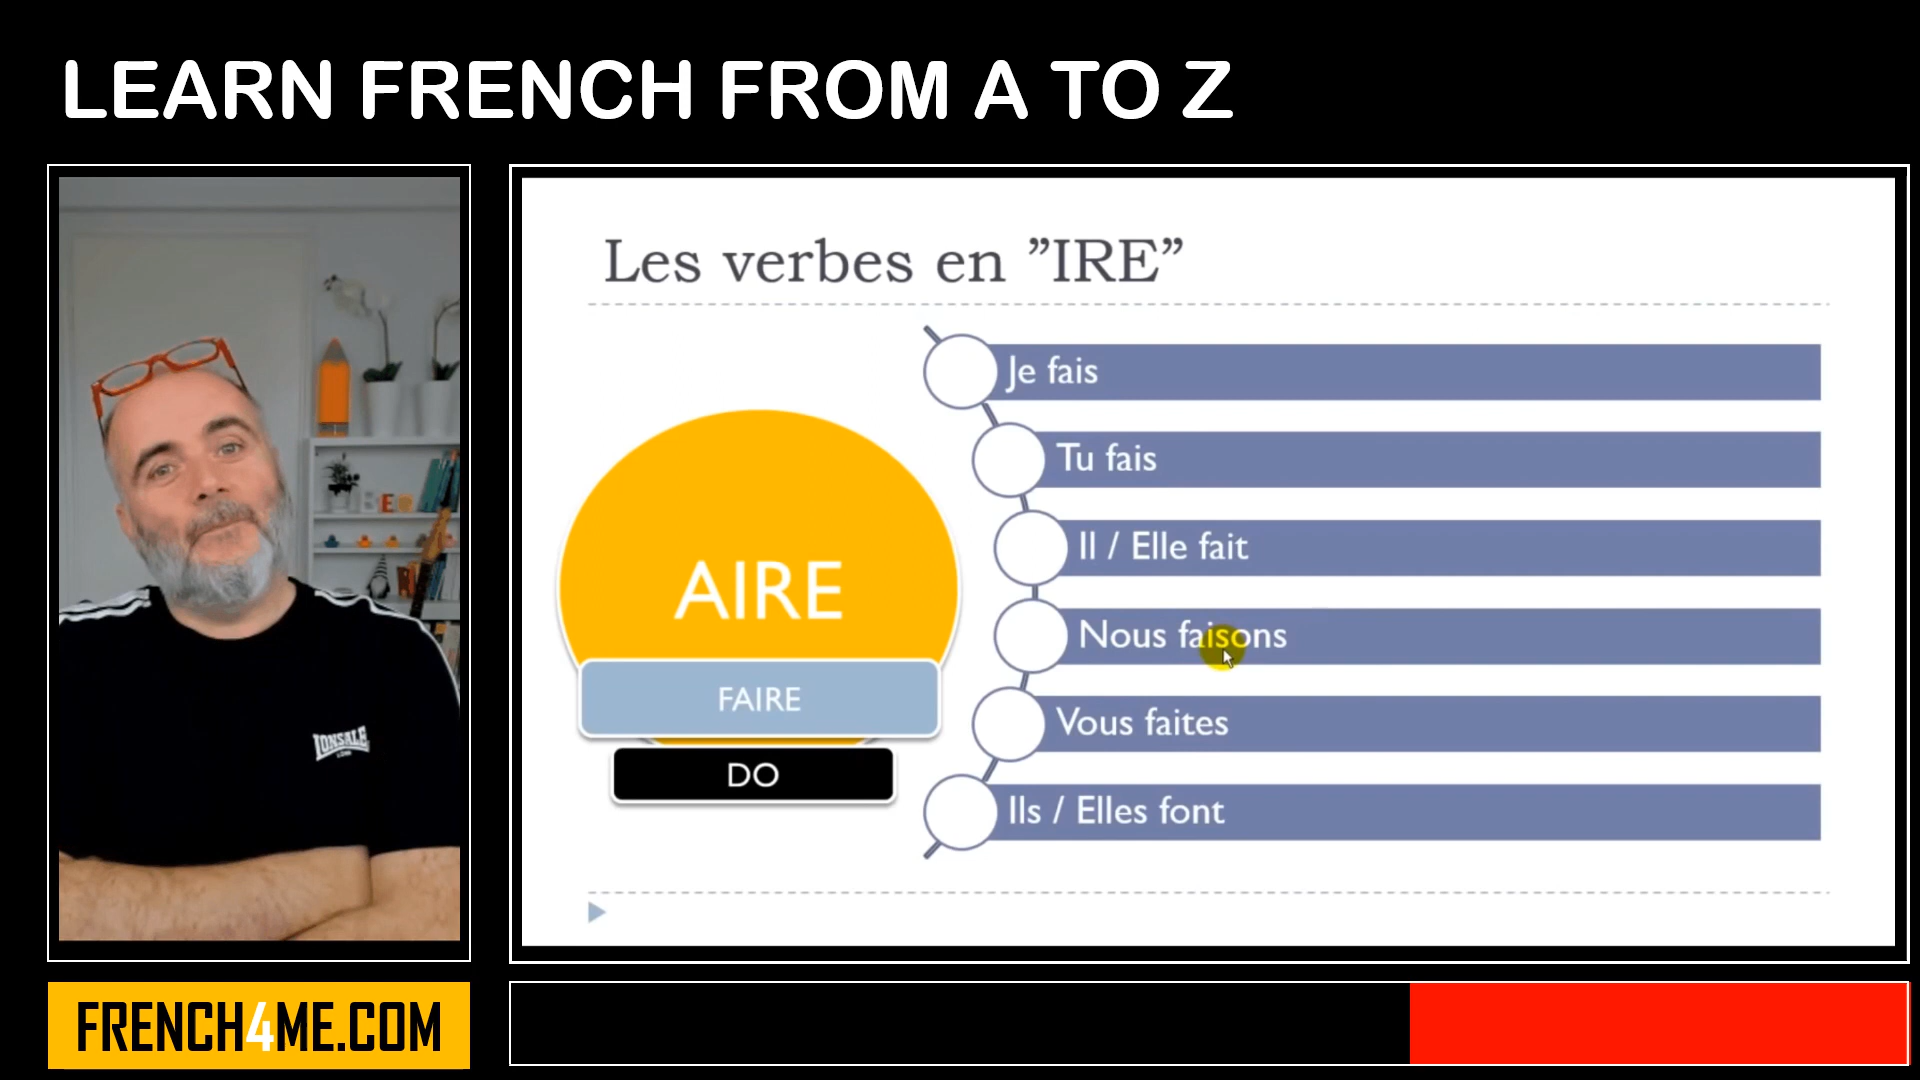 LEARN FRENCH FROM A TO Z
Les verbes en ”IRE”
AIRE
FAIRE
DO
Je fais
Tu fais
Il / Elle fait
Nous faisons
Vous faites
Ils / Elles font
LONSDALE
FRENCH4ME.COM